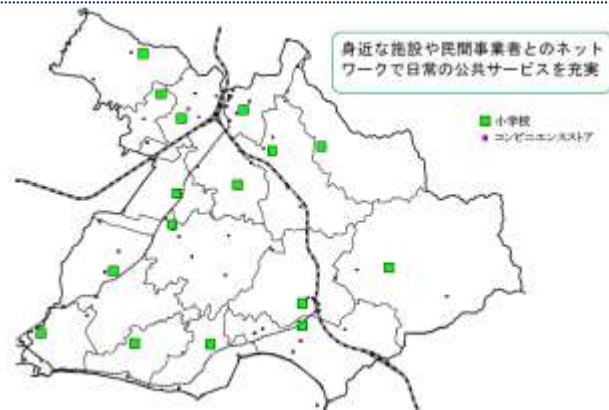 身近な施設や民間事業者とのネット
ワークで日常の公共サービスを充実
小学校
コンビニエンスストア